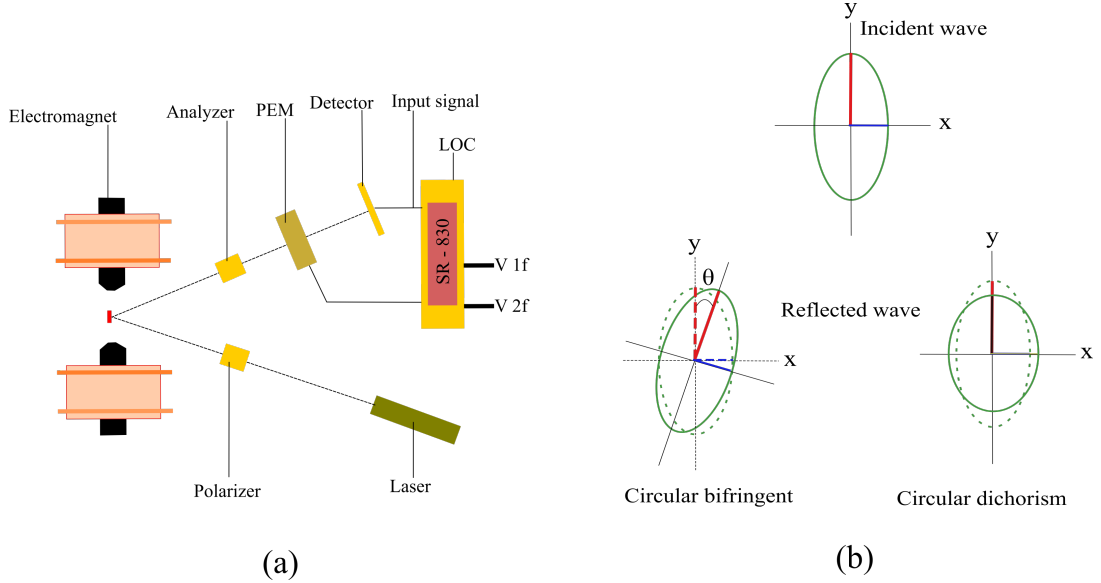 Electromagnet
Analyzer
PEM
Detector
Input signal
LOC
SR - 830
V 1f
V 2f
Polarizer
Laser
(a)
y
Incident wave
x
y
θ
x
Circular bifringent
Reflected wave
y
x
Circular dichorism
(b)